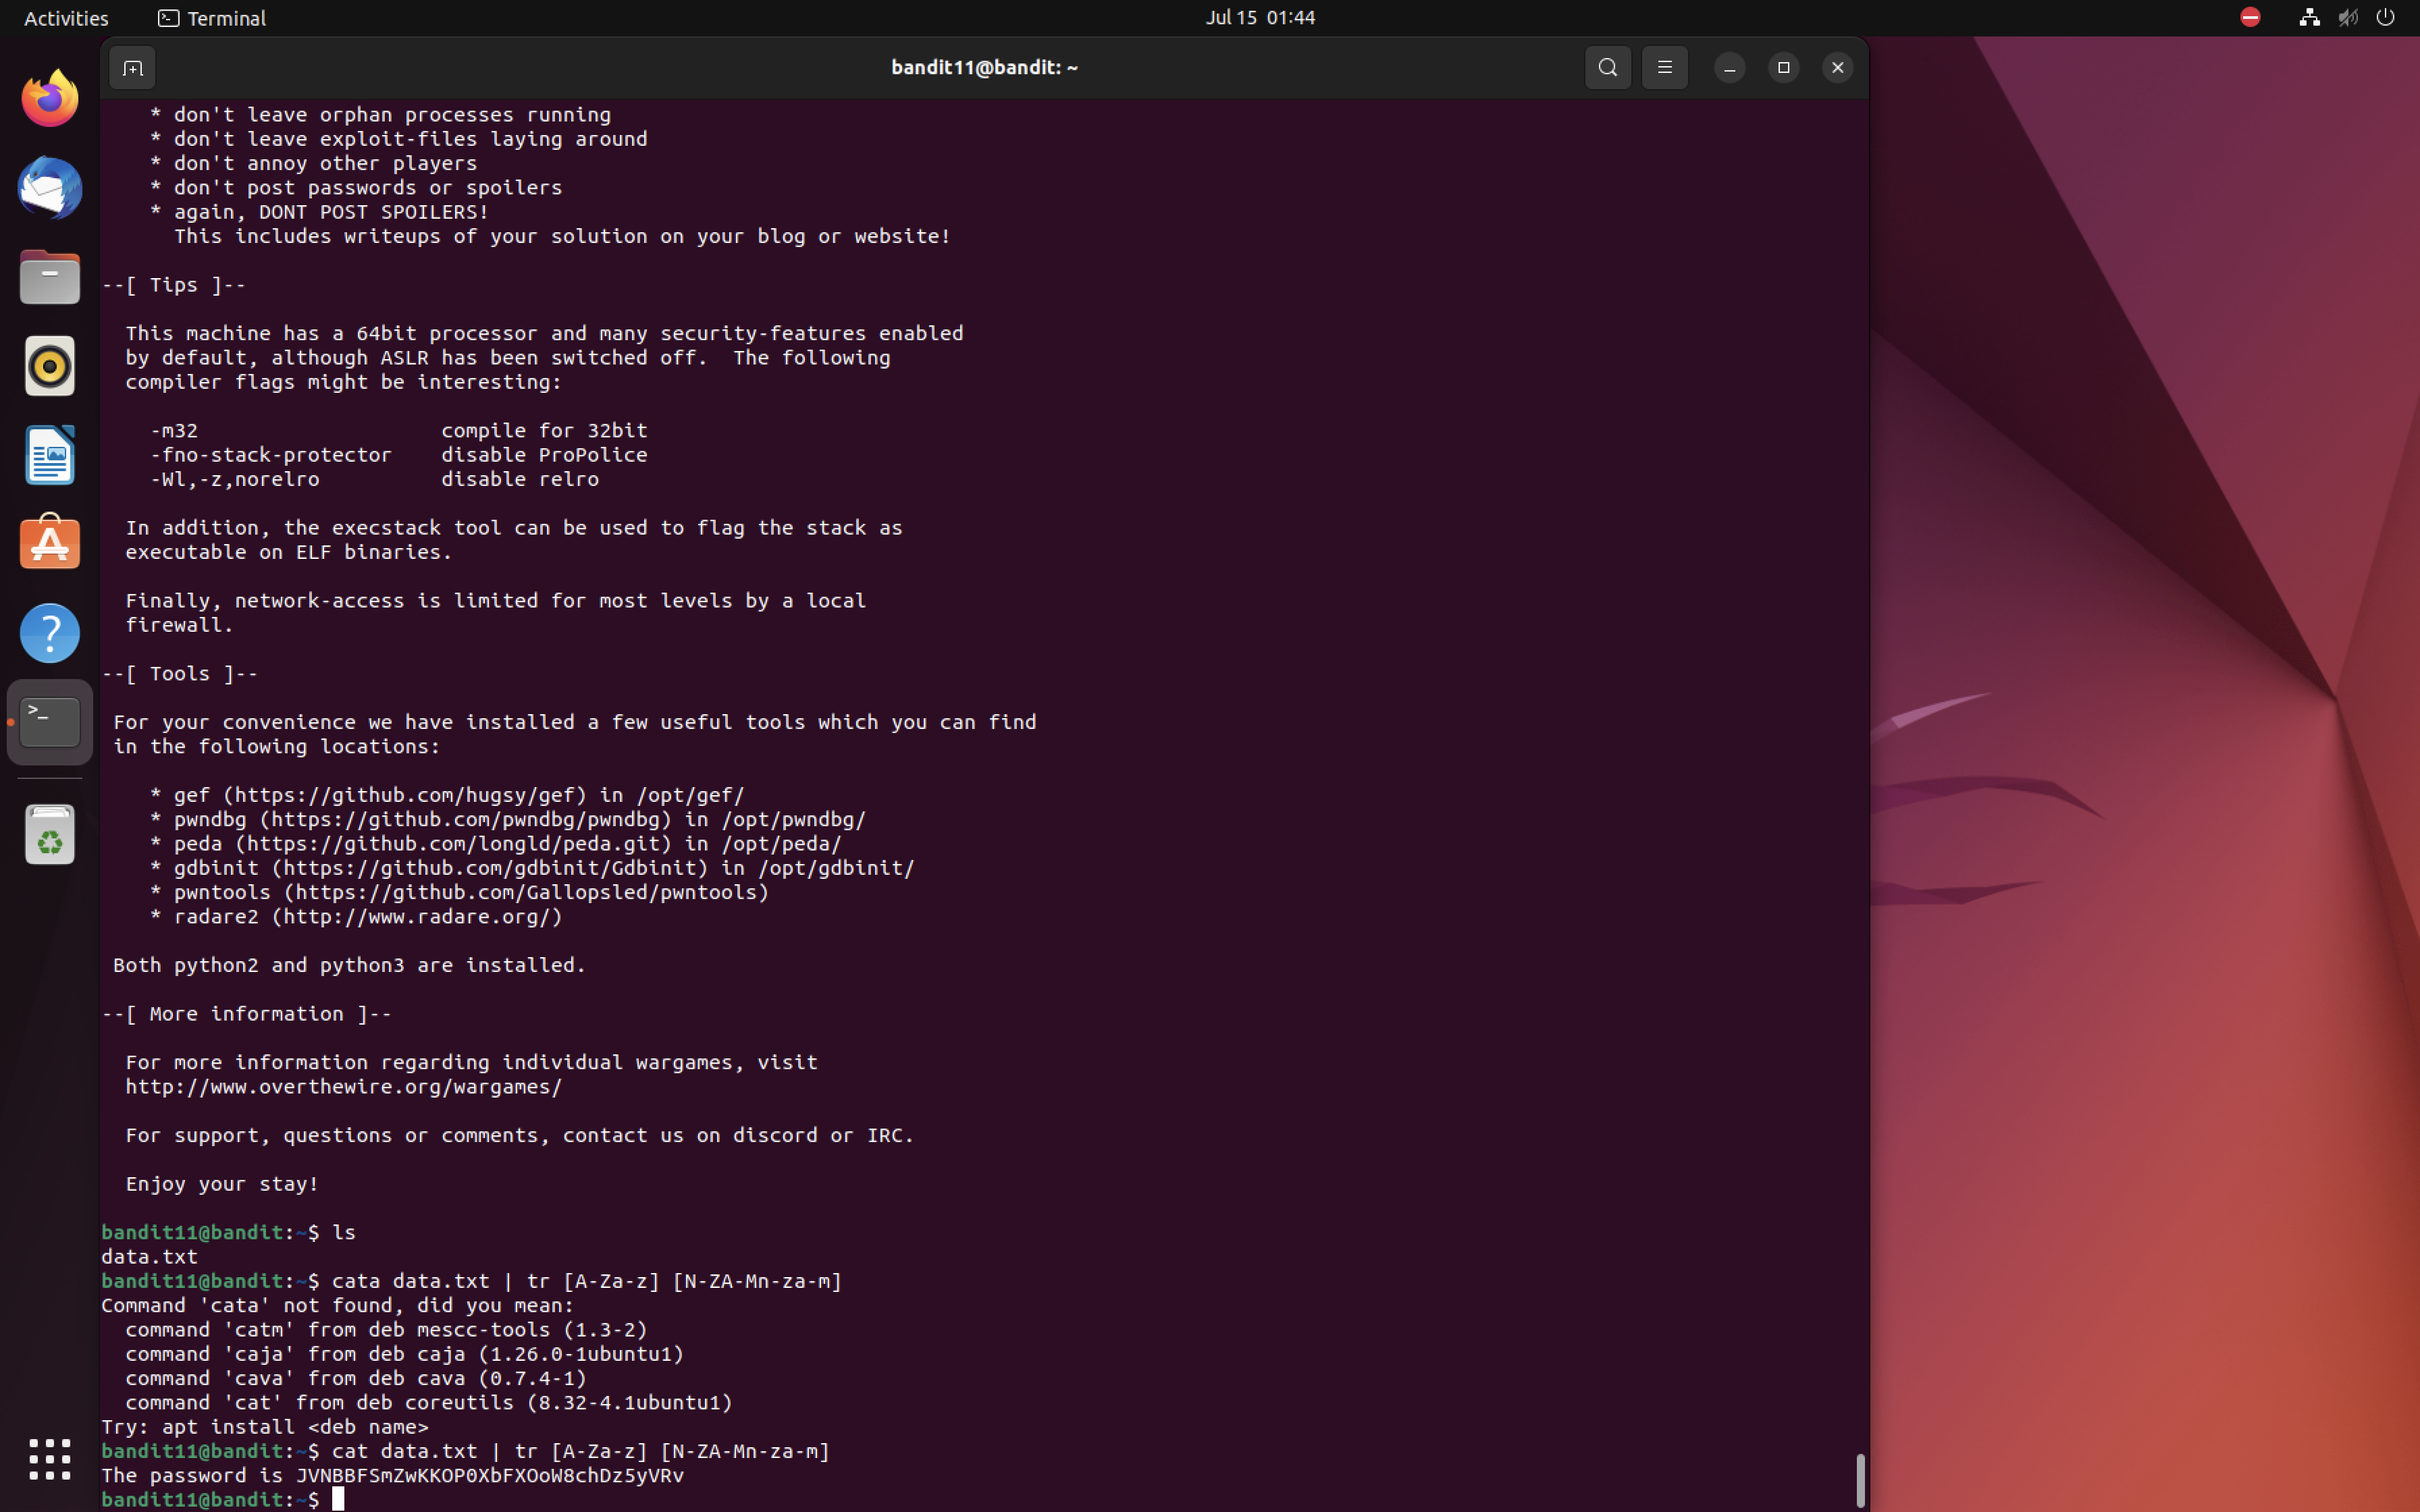 Activities
Terminal
Jul 15 01:44
bandit11@bandit: ~
* don't leave orphan processes running
* don't leave exploit-files laying around
* don't annoy other players
* don't post passwords or spoilers
* again, DONT POST SPOILERS!
This includes writeups of your solution on your blog or website!
--[ Tips ]--
This machine has a 64bit processor and many security-features enabled
by default, although ASLR has been switched off.  The following
compiler flags might be interesting:
-m32                    compile for 32bit
-fno-stack-protector    disable ProPolice
-Wl,-z,norelro          disable relro
In addition, the execstack tool can be used to flag the stack as
executable on ELF binaries.
Finally, network-access is limited for most levels by a local
firewall.
--[ Tools ]--
For your convenience we have installed a few useful tools which you can find
in the following locations:
* gef (https://github.com/hugsy/gef) in /opt/gef/
* pwndbg (https://github.com/pwndbg/pwndbg) in /opt/pwndbg/
* peda (https://github.com/longld/peda.git) in /opt/peda/
* gdbinit (https://github.com/gdbinit/Gdbinit) in /opt/gdbinit/
* pwntools (https://github.com/Gallopsled/pwntools)
* radare2 (http://www.radare.org/)
Both python2 and python3 are installed.
--[ More information ]--
For more information regarding individual wargames, visit
http://www.overthewire.org/wargames/
For support, questions or comments, contact us on discord or IRC.
Enjoy your stay!
bandit11@bandit:~$ ls
data.txt
bandit11@bandit:~$ cata data.txt | tr [A-Za-z] [N-ZA-Mn-za-m]
Command 'cata' not found, did you mean:
command 'catm' from deb mescc-tools (1.3-2)
command 'caja' from deb caja (1.26.0-1ubuntu1)
command 'cava' from deb cava (0.7.4-1)
command 'cat' from deb coreutils (8.32-4.1ubuntu1)
Try: apt install <deb name>
bandit11@bandit:~$ cat data.txt | tr [A-Za-z] [N-ZA-Mn-za-m]
The password is JVNBBFSmZwKKOP0XbFXOoW8chDz5yVRv
bandit11@bandit:~$